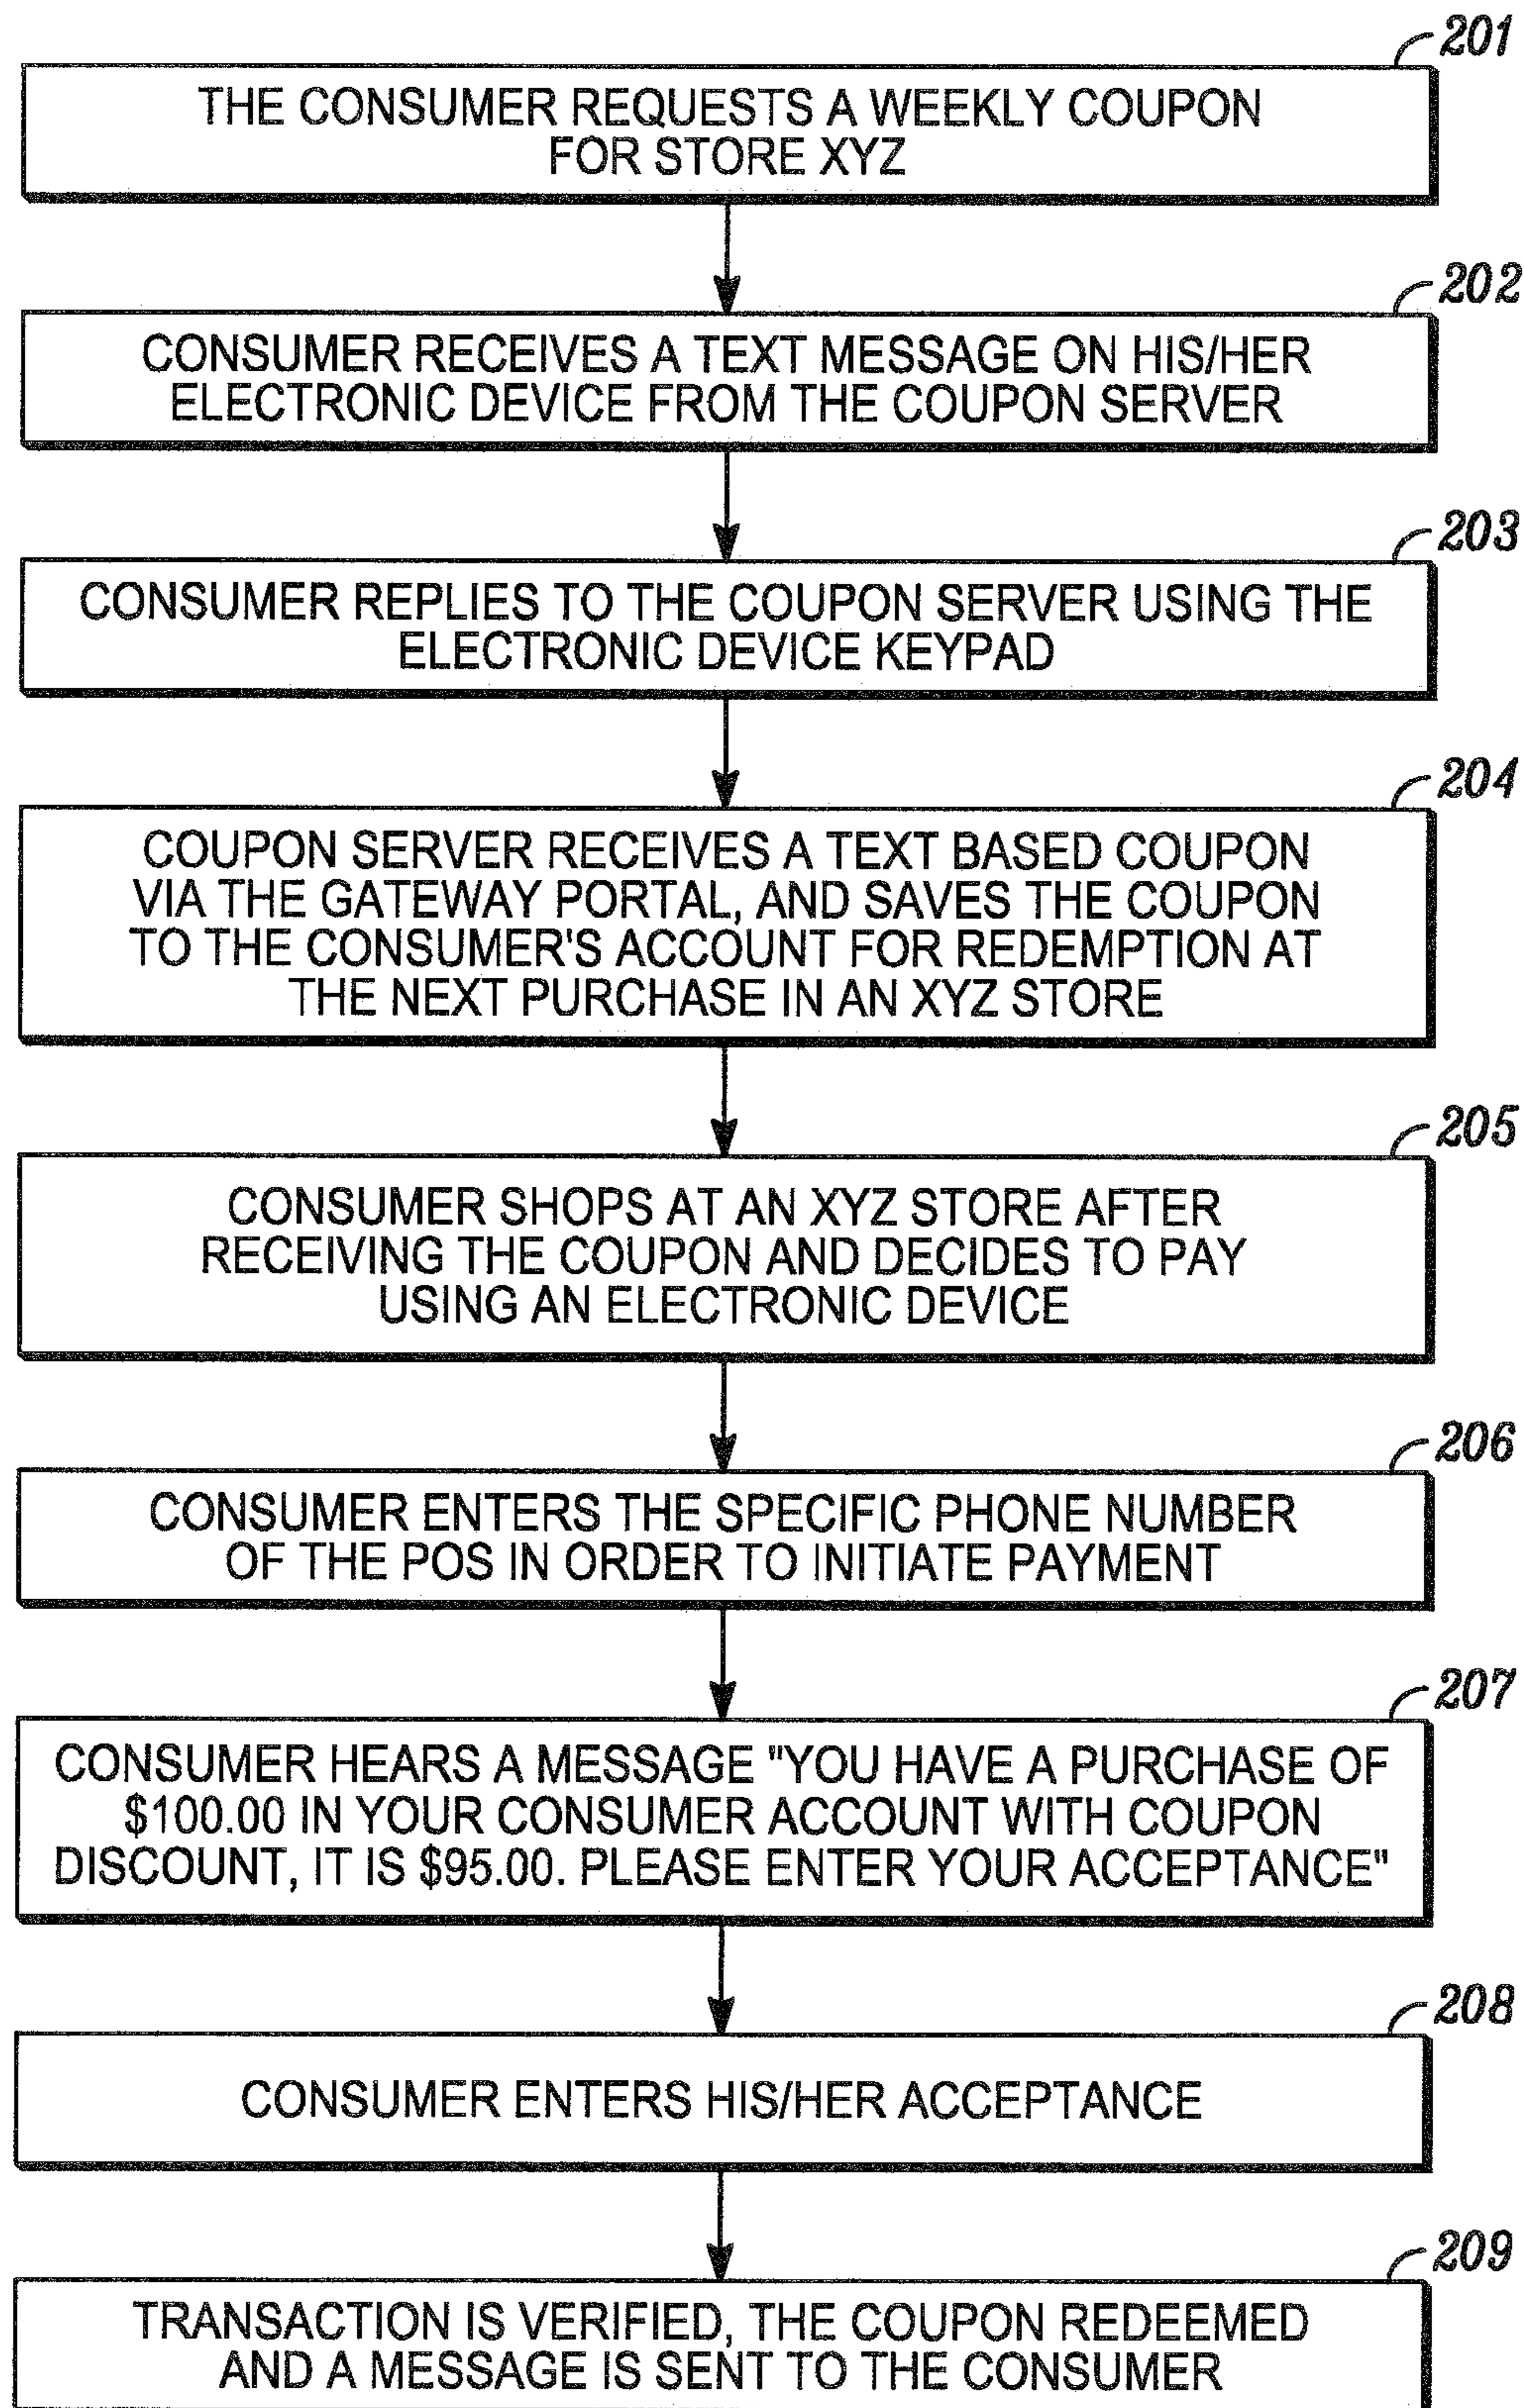 201
THE CONSUMER REQUESTS A WEEKLY COUPON
FOR STORE XYZ
202
CONSUMER RECEIVES A TEXT MESSAGE ON HIS/HER
ELECTRONIC DEVICE FROM THE COUPON SERVER
203
CONSUMER REPLIES TO THE COUPON SERVER USING THE
ELECTRONIC DEVICE KEYPAD
204
COUPON SERVER RECEIVES A TEXT BASED COUPON
VIA THE GATEWAY PORTAL, AND SAVES THE COUPON
TO THE CONSUMER'S ACCOUNT FOR REDEMPTION AT
THE NEXT PURCHASE IN AN XYZ STORE
205
CONSUMER SHOPS AT AN XYZ STORE AFTER
RECEIVING THE COUPON AND DECIDES TO PAY
USING AN ELECTRONIC DEVICE
206
CONSUMER ENTERS THE SPECIFIC PHONE NUMBER
OF THE POS IN ORDER TO INITIATE PAYMENT
207
CONSUMER HEARS A MESSAGE "YOU HAVE A PURCHASE OF
$100.00 IN YOUR CONSUMER ACCOUNT WITH COUPON
DISCOUNT, IT IS $95.00. PLEASE ENTER YOUR ACCEPTANCE"
208
CONSUMER ENTERS HIS/HER ACCEPTANCE
209
TRANSACTION IS VERIFIED, THE COUPON REDEEMED
AND A MESSAGE IS SENT TO THE CONSUMER